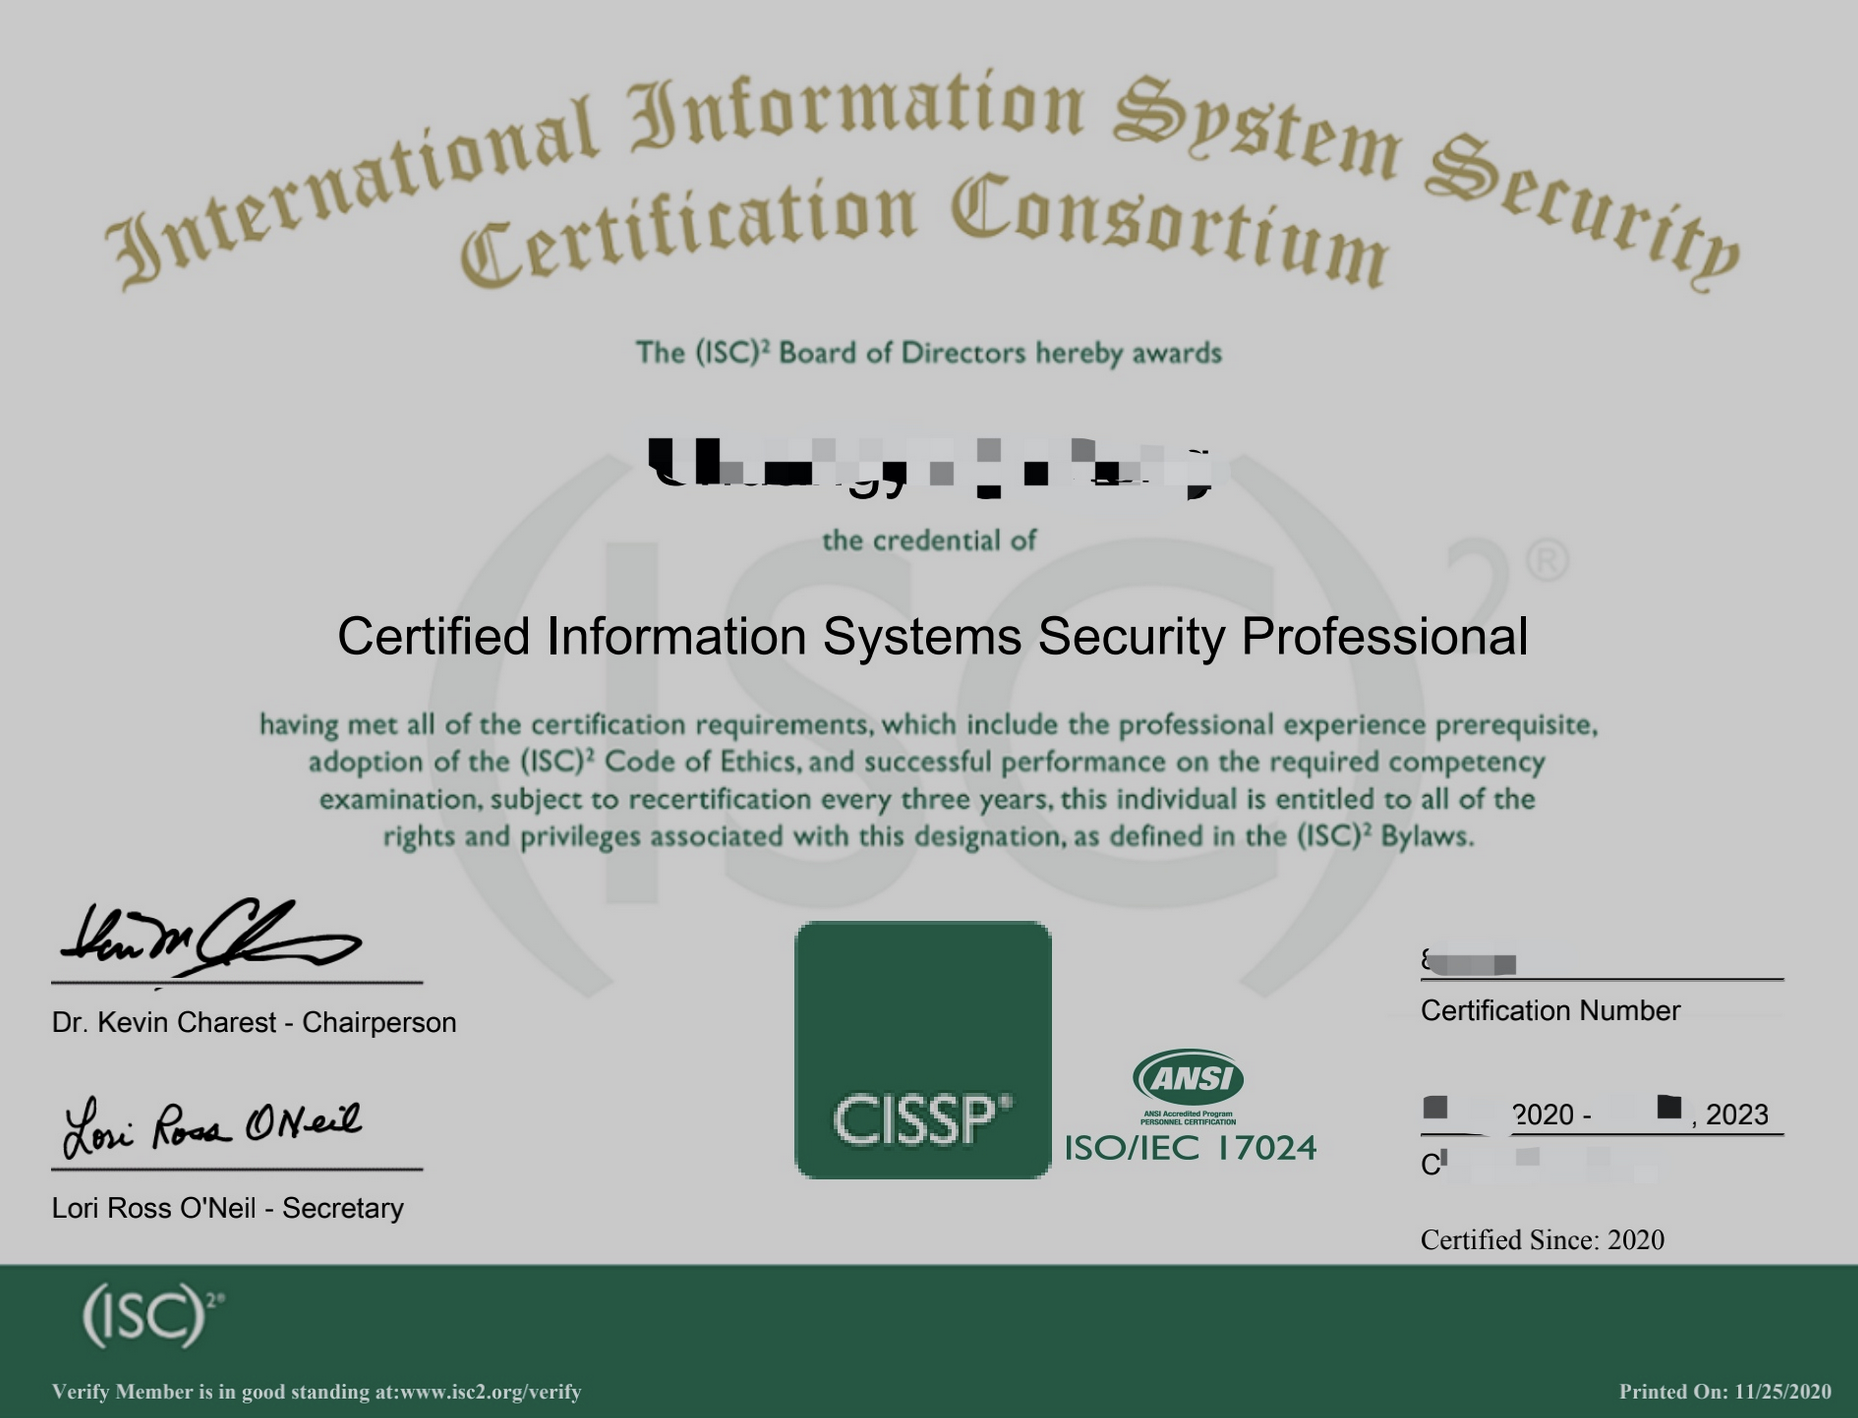 International Information System Security
Certification Consortium
The (ISC)² Board of Directors hereby awards
the credential of
Certified Information Systems Security Professional
having met all of the certification requirements, which include the professional experience prerequisite,
adoption of the (ISC)² Code of Ethics, and successful performance on the required competency
examination, subject to recertification every three years, this individual is entitled to all of the
rights and privileges associated with this designation, as defined in the (ISC)² Bylaws.
(ISC)²®
Dr. Kevin Charest - Chairperson
Lori Ross O'Neil
Lori Ross O'Neil - Secretary
CISSP®
ANSI
ANSI Accredited Program
PERSONNEL CERTIFICATION
ISO/IEC 17024
Certification Number
2020 - , 2023
Certified Since: 2020
(ISC)²®
Verify Member is in good standing at:www.isc2.org/verify
Printed On: 11/25/2020